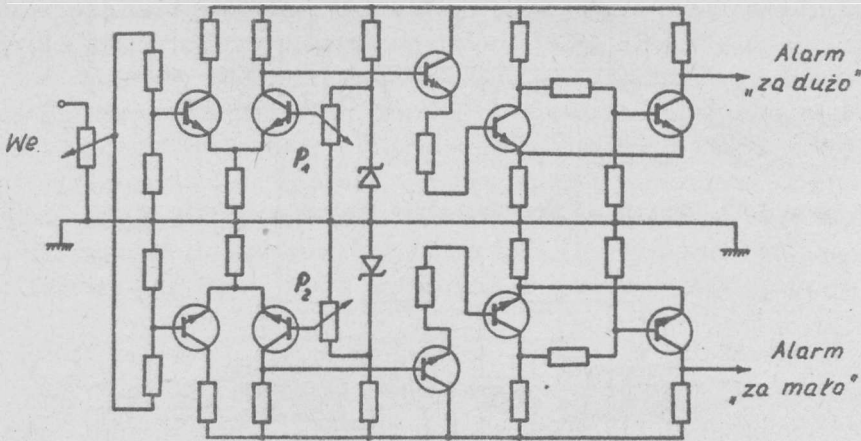 Alarm
„za dużo"
We
P1
P2
Alarm
„za mało"